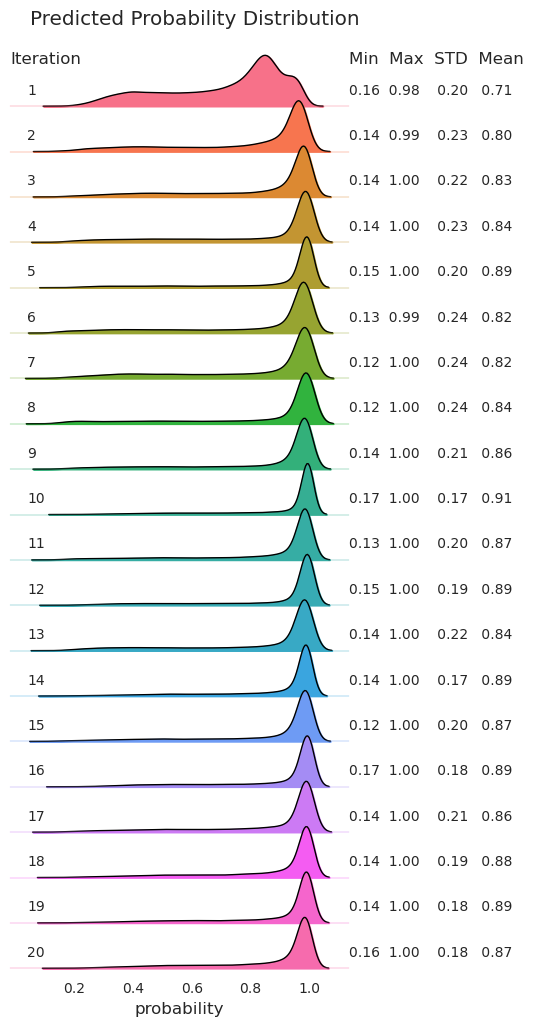 Predicted Probability Distribution
Iteration Min Max STD Mean
1 0.16 0.98 0.20 0.71
2 0.14 0.99 0.23 0.80
3 0.14 1.00 0.22 0.83
4 0.14 1.00 0.23 0.84
5 0.15 1.00 0.20 0.89
6 0.13 0.99 0.24 0.82
7 0.12 1.00 0.24 0.82
8 0.12 1.00 0.24 0.84
9 0.14 1.00 0.21 0.86
10 0.17 1.00 0.17 0.91
11 0.13 1.00 0.20 0.87
12 0.15 1.00 0.19 0.89
13 0.14 1.00 0.22 0.84
14 0.14 1.00 0.17 0.89
15 0.12 1.00 0.20 0.87
16 0.17 1.00 0.18 0.89
17 0.14 1.00 0.21 0.86
18 0.14 1.00 0.19 0.88
19 0.14 1.00 0.18 0.89
20 0.16 1.00 0.18 0.87
0.2 0.4 0.6 0.8 1.0
probability